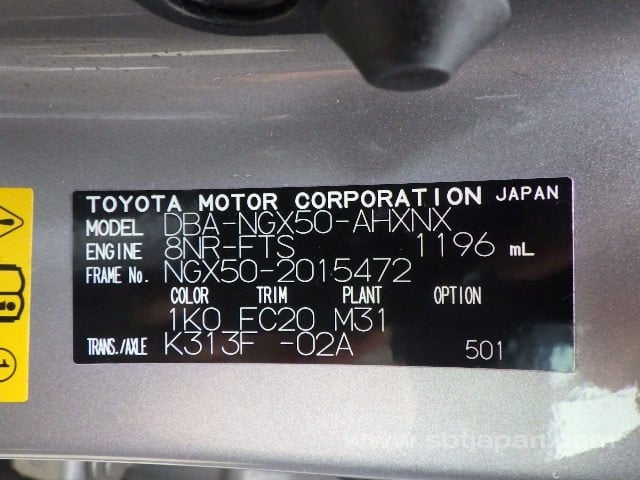 TOYOTA MOTOR CORPORATION JAPAN
MODEL DBA-NGX50-AHXNX
ENGINE 8NR-FTS 1196 mL
FRAME No. NGX50-2015472
COLOR TRIM PLANT OPTION
1K0 FC20 M31
TRANS./AXLE K313F -02A 501
1
www.sbtjapan.com